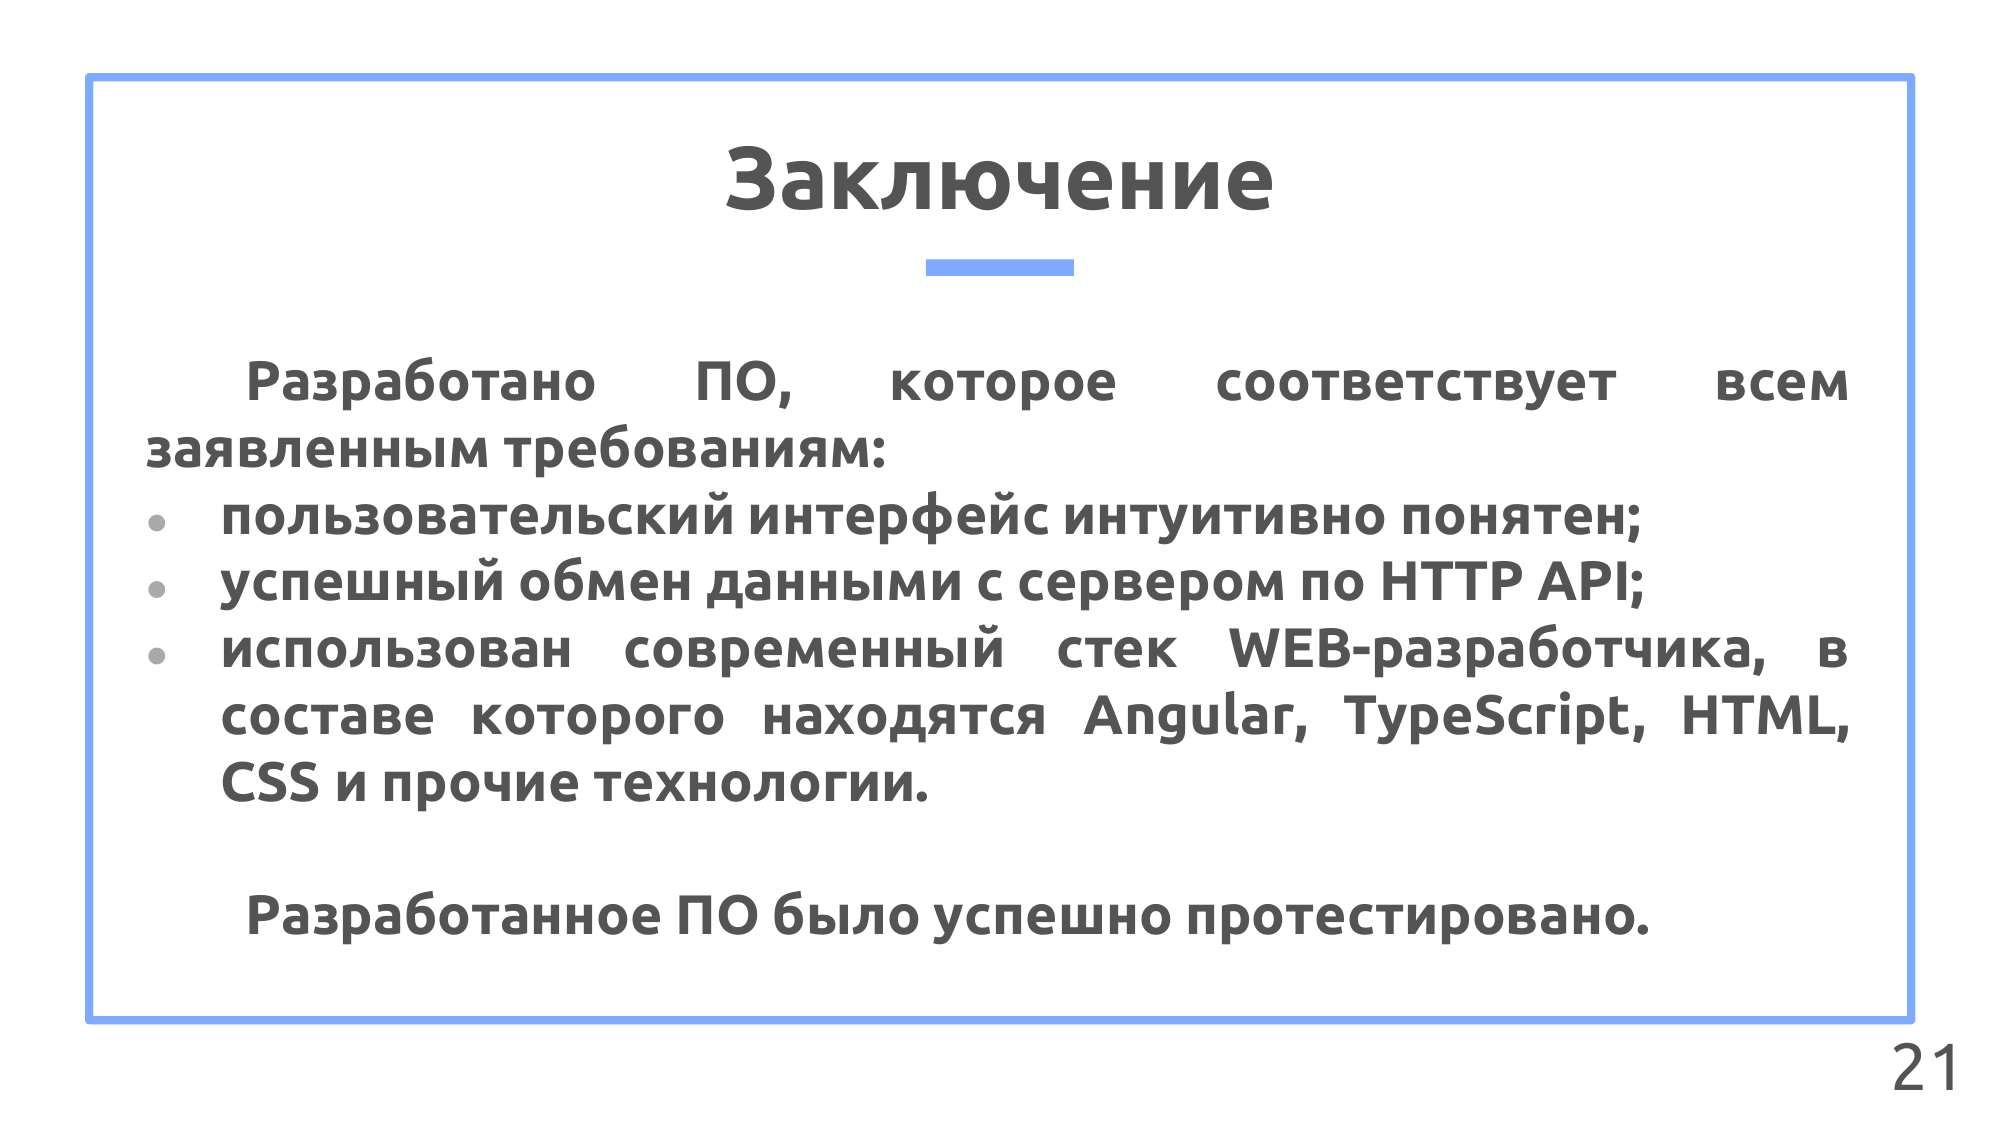 Заключение
Разработано ПО, которое соответствует всем
заявленным требованиям:
● пользовательский интерфейс интуитивно понятен;
● успешный обмен данными с сервером по HTTP API;
● использован современный стек WEB-разработчика, в
составе которого находятся Angular, TypeScript, HTML,
CSS и прочие технологии.
Разработанное ПО было успешно протестировано.
21